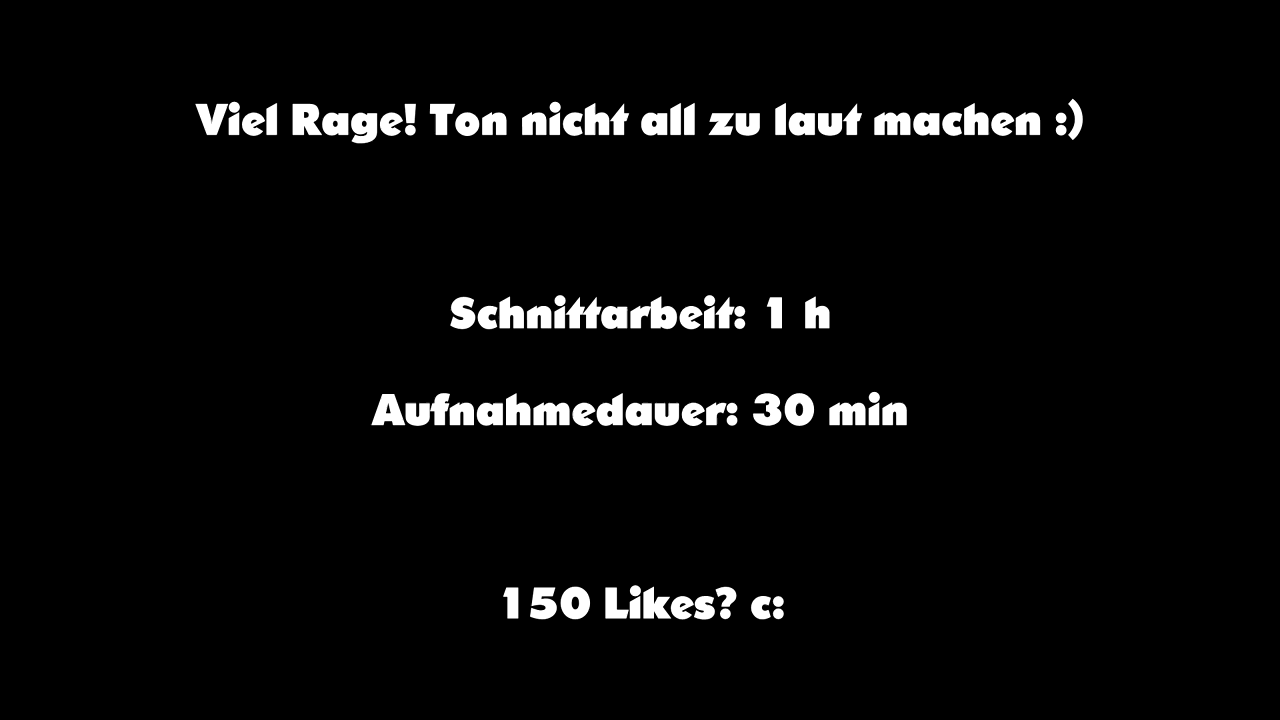 Viel Rage! Ton nicht all zu laut machen :)
Schnittarbeit: 1 h
Aufnahmedauer: 30 min
150 Likes? c: